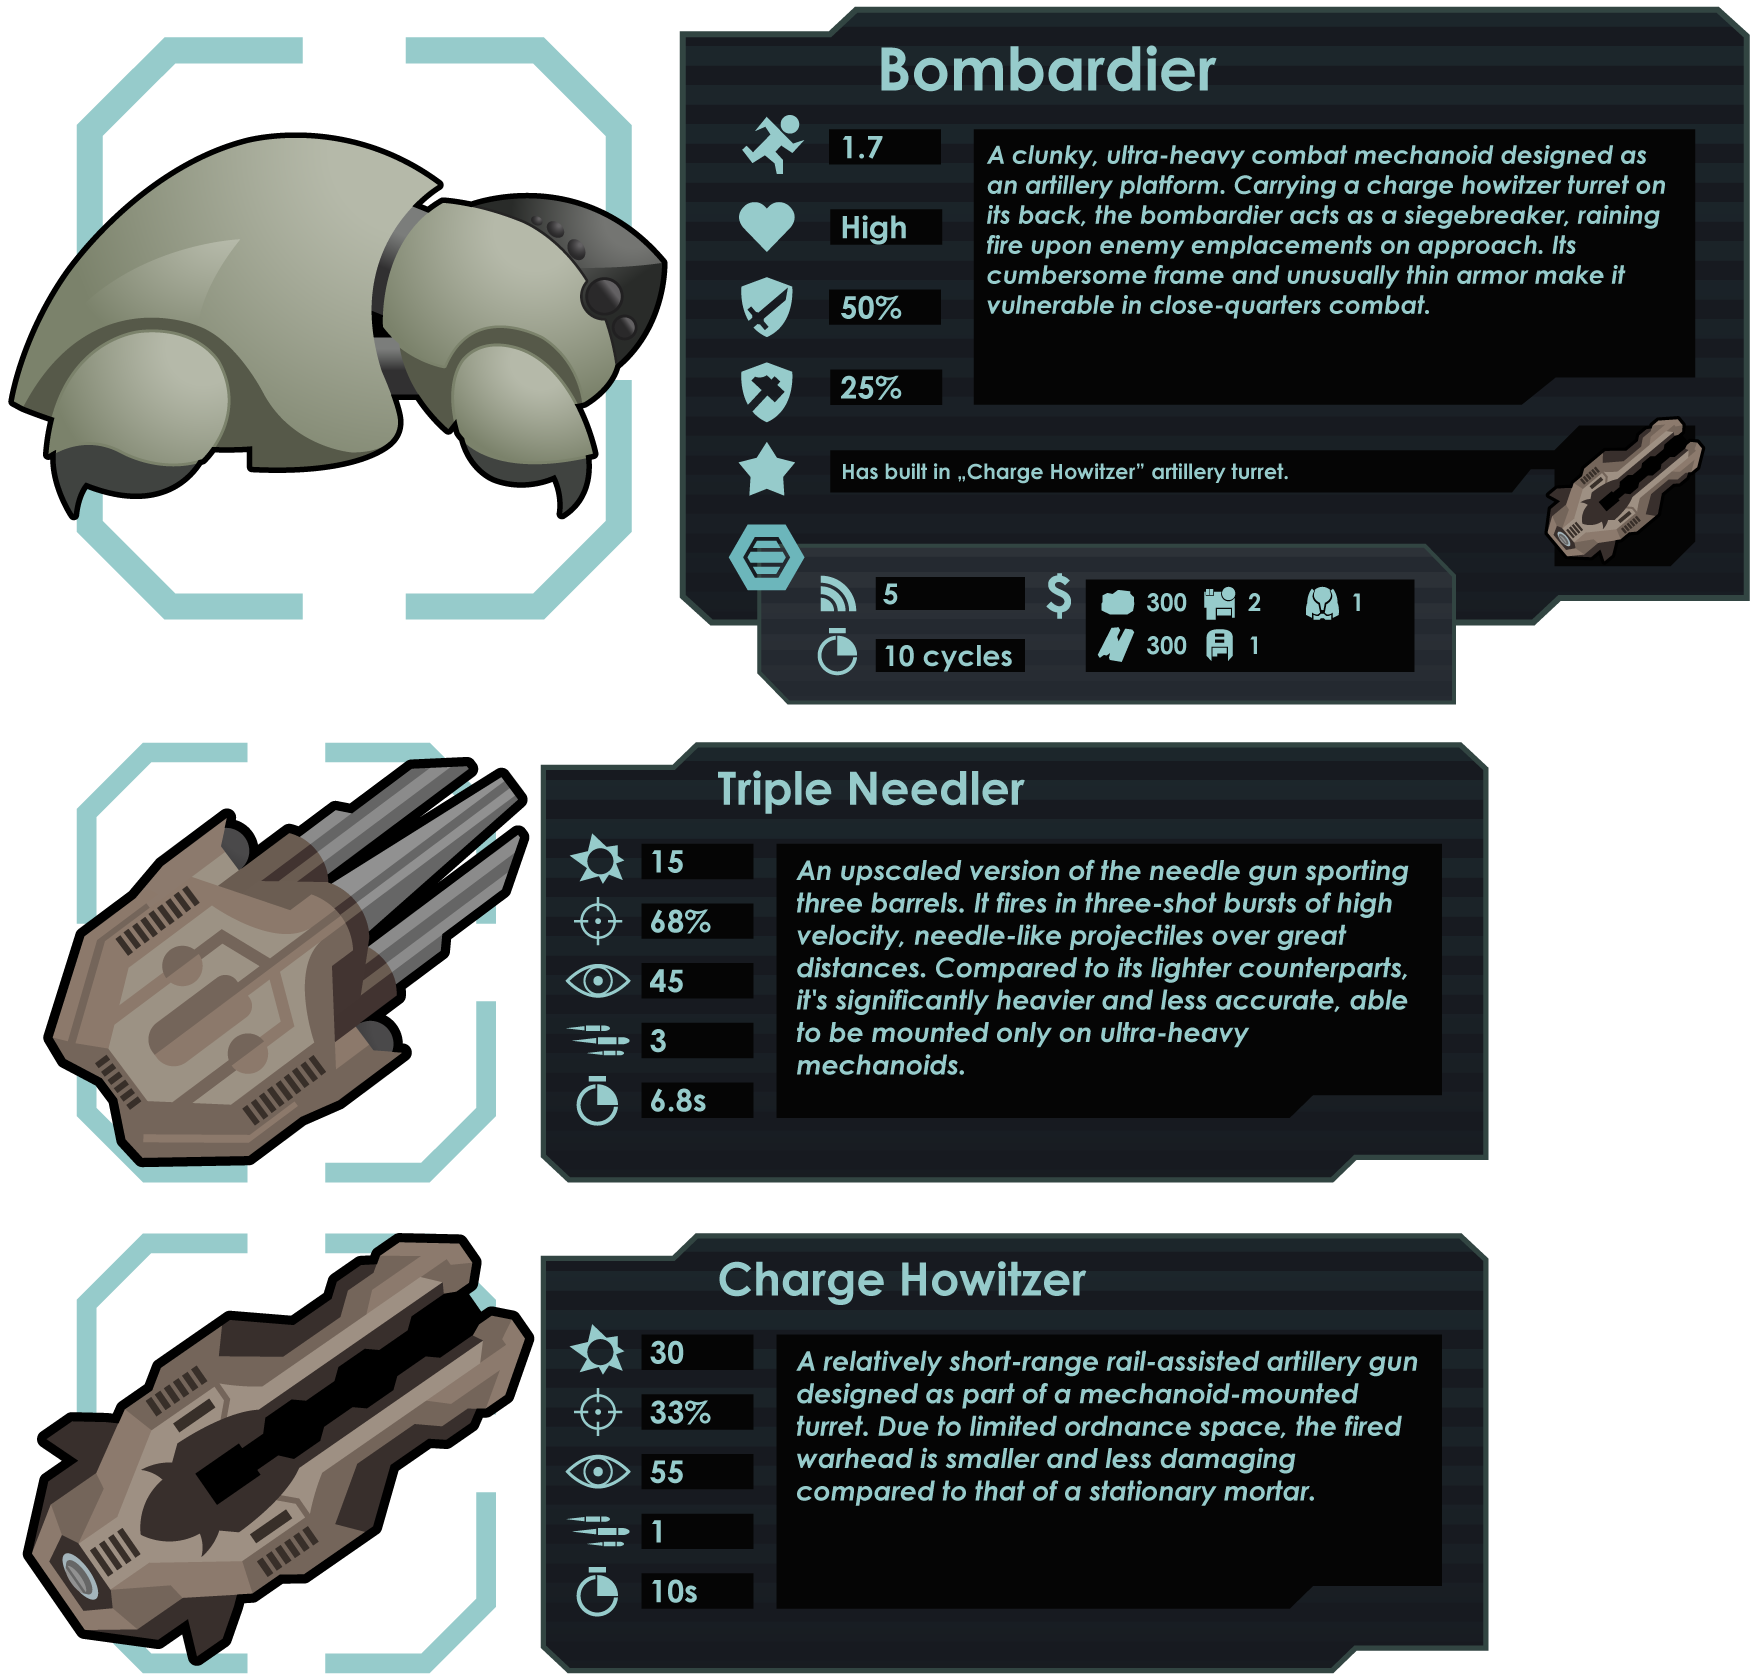 Bombardier
1.7
High
50%
25%
A clunky, ultra-heavy combat mechanoid designed as
an artillery platform. Carrying a charge howitzer turret on
its back, the bombardier acts as a siegebreaker, raining
fire upon enemy emplacements on approach. Its
cumbersome frame and unusually thin armor make it
vulnerable in close-quarters combat.
Has built in „Charge Howitzer” artillery turret.
5
10 cycles
$
300 2 1
300 1
Triple Needler
15
68%
45
3
6.8s
An upscaled version of the needle gun sporting
three barrels. It fires in three-shot bursts of high
velocity, needle-like projectiles over great
distances. Compared to its lighter counterparts,
it's significantly heavier and less accurate, able
to be mounted only on ultra-heavy
mechanoids.
Charge Howitzer
30
33%
55
1
10s
A relatively short-range rail-assisted artillery gun
designed as part of a mechanoid-mounted
turret. Due to limited ordnance space, the fired
warhead is smaller and less damaging
compared to that of a stationary mortar.